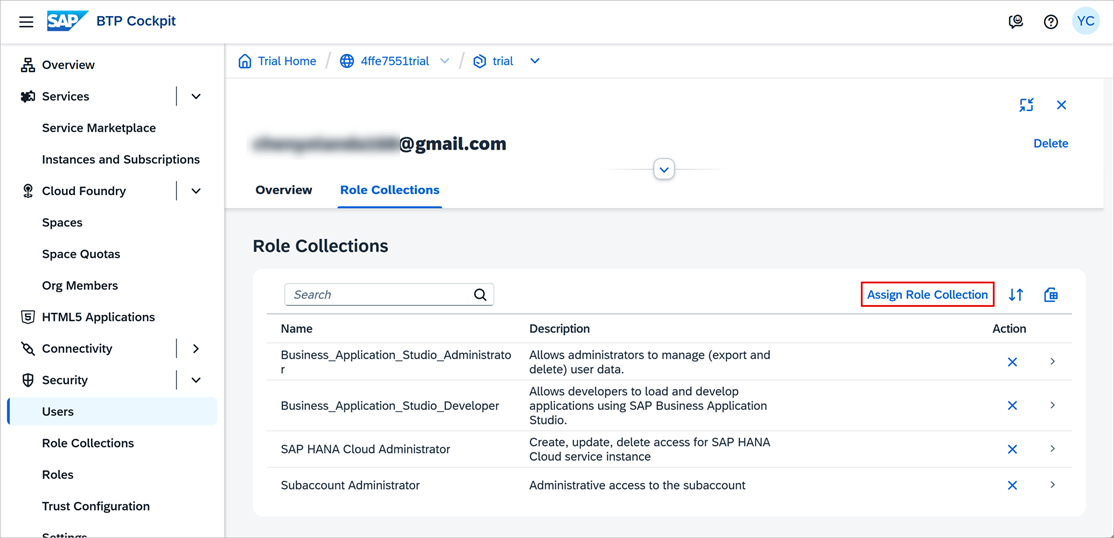 SAP BTP Cockpit YC
Trial Home / 4ffe7551trial / trial
Overview
Services
Service Marketplace
Instances and Subscriptions
Cloud Foundry
Spaces
Space Quotas
Org Members
HTML5 Applications
Connectivity
Security
Users
Role Collections
Roles
Trust Configuration
Settings
@gmail.com
Delete
Overview Role Collections
Role Collections
Search
Assign Role Collection
Name Description Action
Business_Application_Studio_Administrato
r
Allows administrators to manage (export and
delete) user data.
Business_Application_Studio_Developer
Allows developers to load and develop
applications using SAP Business Application
Studio.
SAP HANA Cloud Administrator
Create, update, delete access for SAP HANA
Cloud service instance
Subaccount Administrator
Administrative access to the subaccount